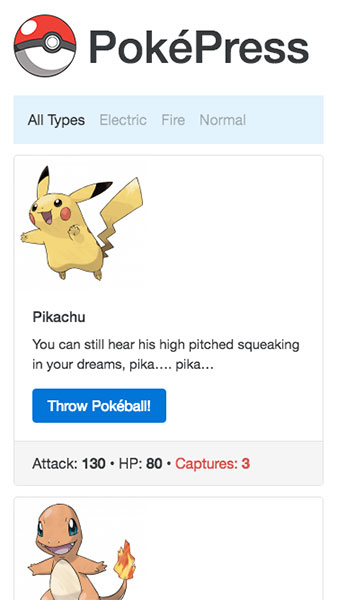 PokéPress
All Types Electric Fire Normal
Pikachu
You can still hear his high pitched squeaking
in your dreams, pika.... pika...
Throw Pokéball!
Attack: 130 • HP: 80 • Captures: 3